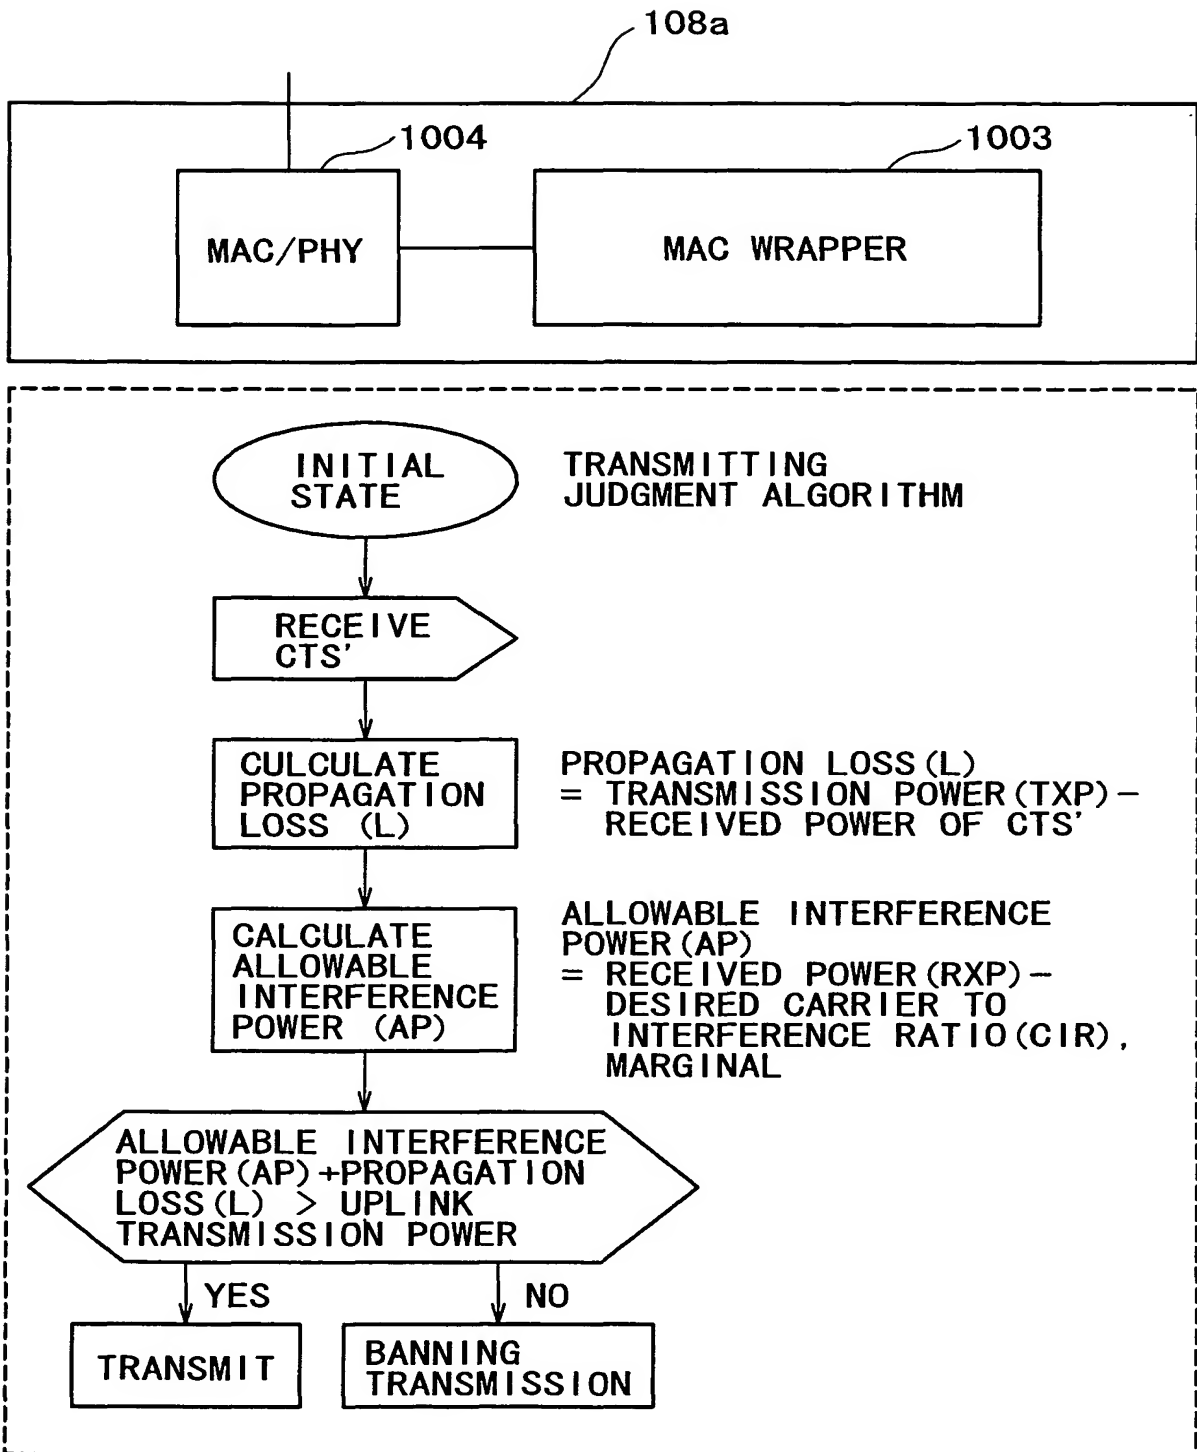 108a
1004
1003
MAC/PHY
MAC WRAPPER
INITIAL
STATE
TRANSMITTING
JUDGMENT ALGORITHM
RECEIVE
CTS'
CULCULATE
PROPAGATION
LOSS (L)
PROPAGATION LOSS(L)
= TRANSMISSION POWER(TXP)-
RECEIVED POWER OF CTS'
CALCULATE
ALLOWABLE
INTERFERENCE
POWER (AP)
ALLOWABLE INTERFERENCE
POWER(AP)
= RECEIVED POWER(RXP)-
DESIRED CARRIER TO
INTERFERENCE RATIO(CIR),
MARGINAL
ALLOWABLE INTERFERENCE
POWER(AP)+PROPAGATION
LOSS(L) > UPLINK
TRANSMISSION POWER
YES
NO
TRANSMIT
BANNING
TRANSMISSION